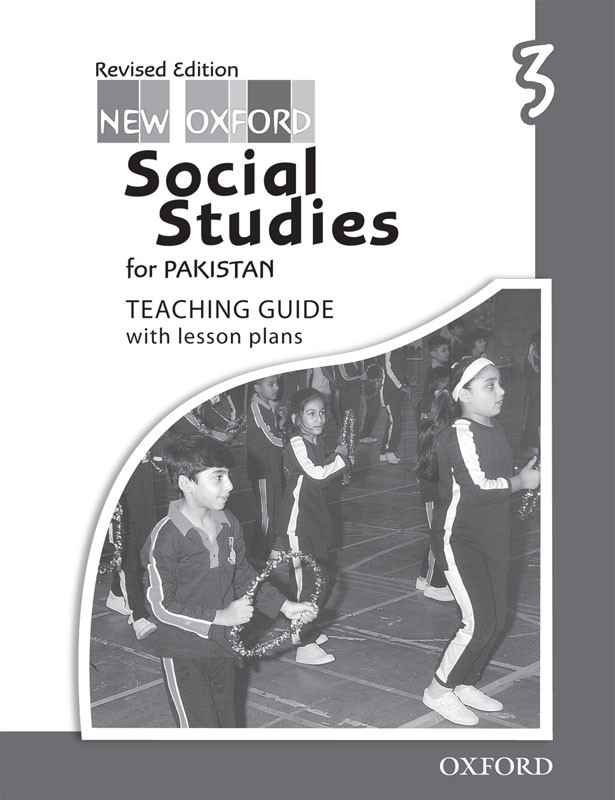 Revised Edition
3
NEW OXFORD
Social
Studies
for PAKISTAN
TEACHING GUIDE
with lesson plans
OXFORD